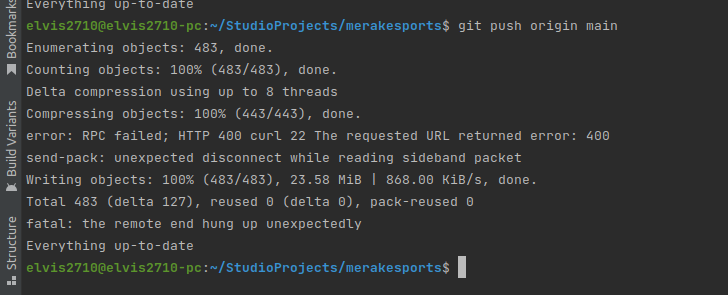 Everything up-to-date
elvis2710@elvis2710-pc:~/StudioProjects/merakesports$ git push origin main
Enumerating objects: 483, done.
Counting objects: 100% (483/483), done.
Delta compression using up to 8 threads
Compressing objects: 100% (443/443), done.
error: RPC failed; HTTP 400 curl 22 The requested URL returned error: 400
send-pack: unexpected disconnect while reading sideband packet
Writing objects: 100% (483/483), 23.58 MiB | 868.00 KiB/s, done.
Total 483 (delta 127), reused 0 (delta 0), pack-reused 0
fatal: the remote end hung up unexpectedly
Everything up-to-date
elvis2710@elvis2710-pc:~/StudioProjects/merakesports$
Bookmarks
Build Variants
Structure